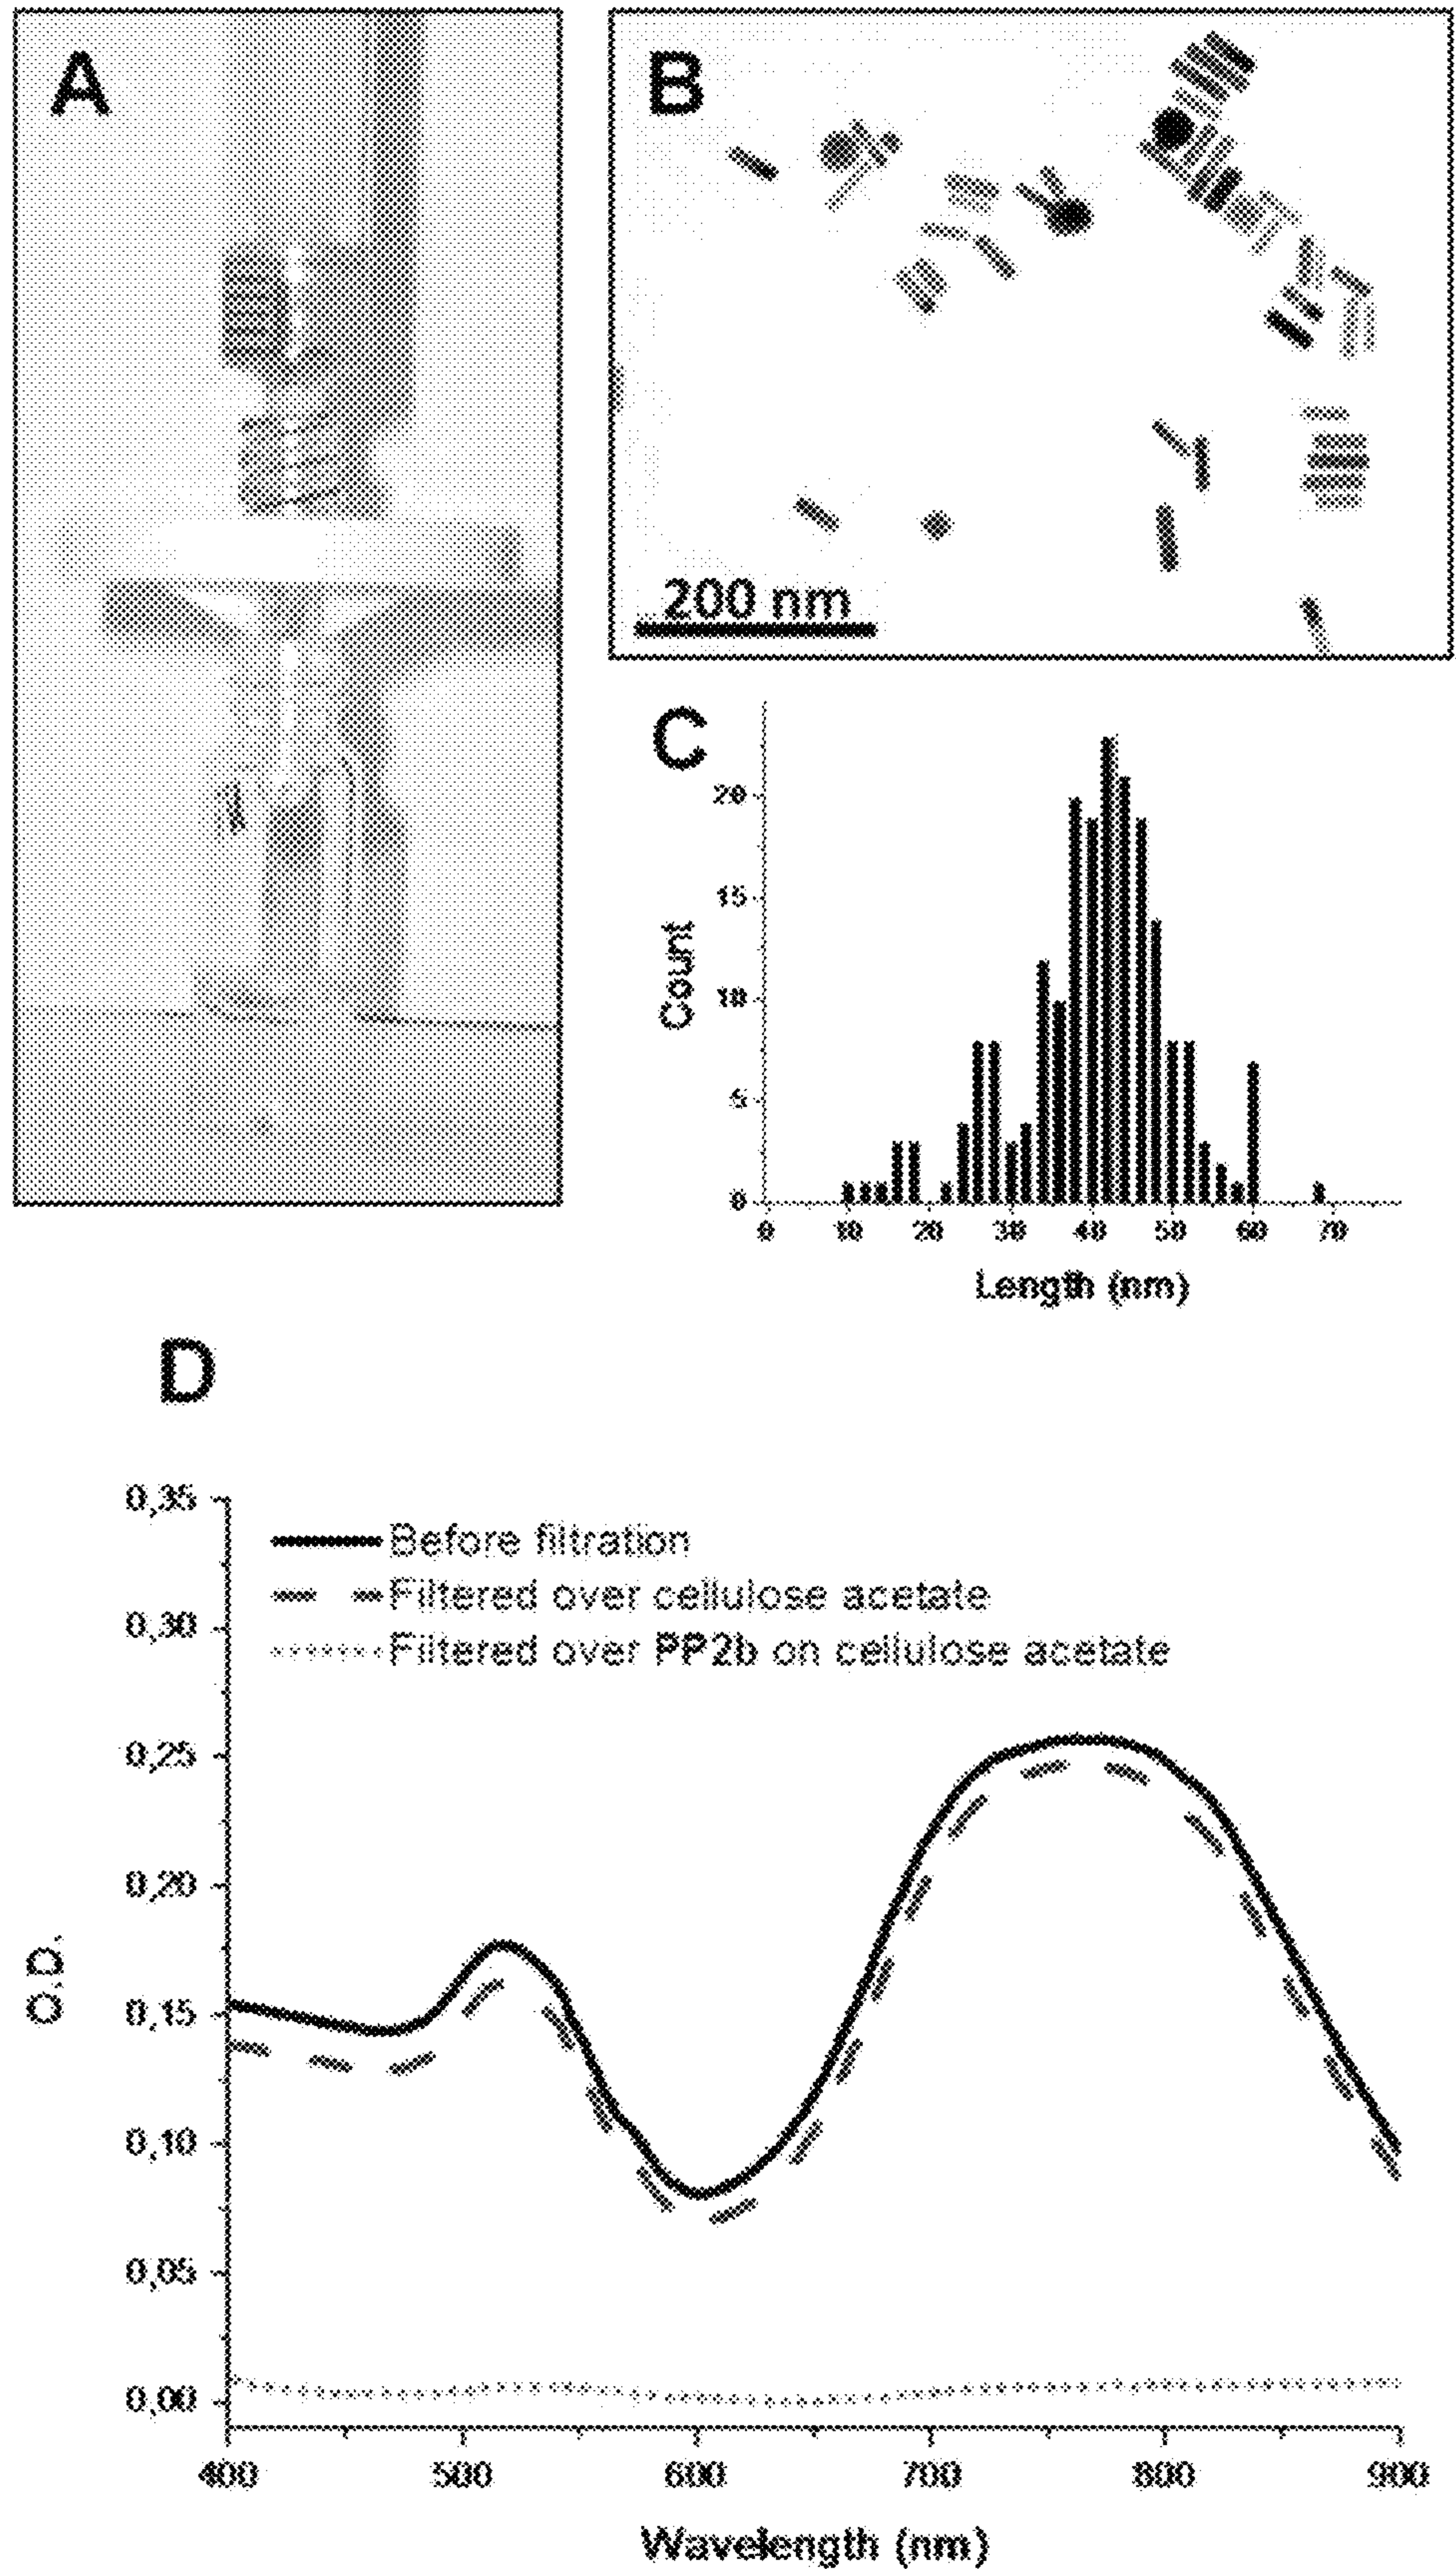 A
B
200 nm
C
20
15
10
5
0
Count
0 10 20 30 40 50 60 70
Length (nm)
D
0,35
0,30
0,25
0,20
0,15
0,10
0,05
0,00
O.D.
Before filtration
Filtered over cellulose acetate
Filtered over PP2b on cellulose acetate
400 500 600 700 800 900
Wavelength (nm)